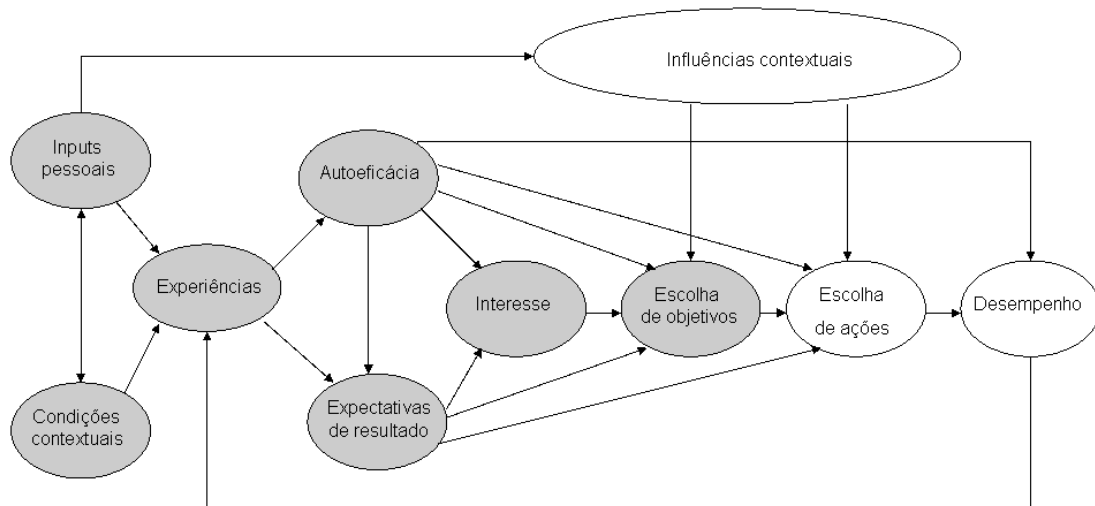 Influências contextuais
Inputs
pessoais
Autoeficácia
Experiências
Interesse
Escolha
de objetivos
Escolha
de ações
Desempenho
Condições
contextuais
Expectativas
de resultado